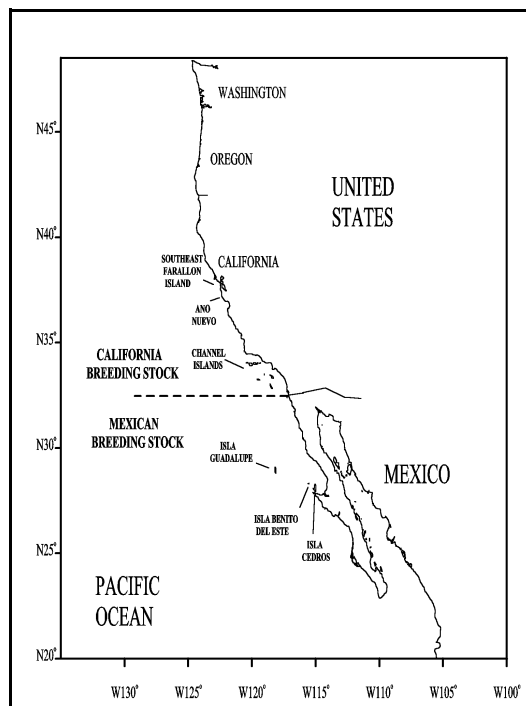 WASHINGTON
N45°
OREGON
UNITED
STATES
N40°
CALIFORNIA
SOUTHEAST
FARALLON
ISLAND
ANO
NUEVO
N35°
CHANNEL
ISLANDS
CALIFORNIA
BREEDING STOCK
MEXICAN
BREEDING STOCK
N30°
ISLA
GUADALUPE
MEXICO
ISLA BENITO
DEL ESTE
ISLA
CEDROS
N25°
PACIFIC
OCEAN
N20°
W130° W125° W120° W115° W110° W105° W100°